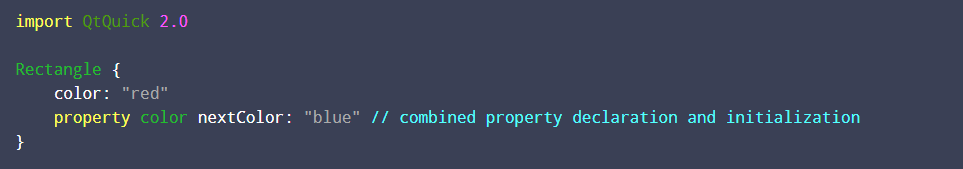 import QtQuick 2.0
Rectangle {
    color: "red"
    property color nextColor: "blue" // combined property declaration and initialization
}